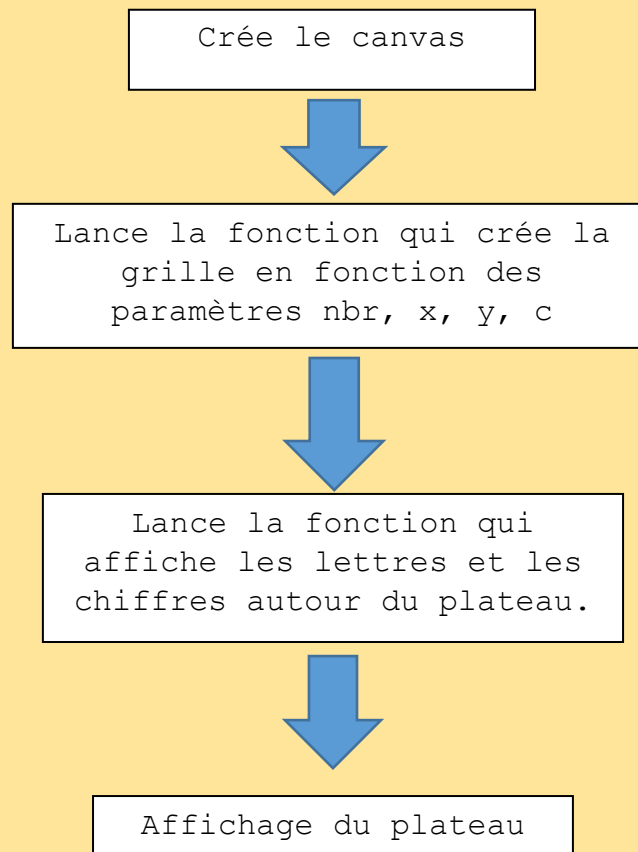 Crée le canvas
Lance la fonction qui crée la
grille en fonction des
paramètres nbr, x, y, c
Lance la fonction qui
affiche les lettres et les
chiffres autour du plateau.
Affichage du plateau